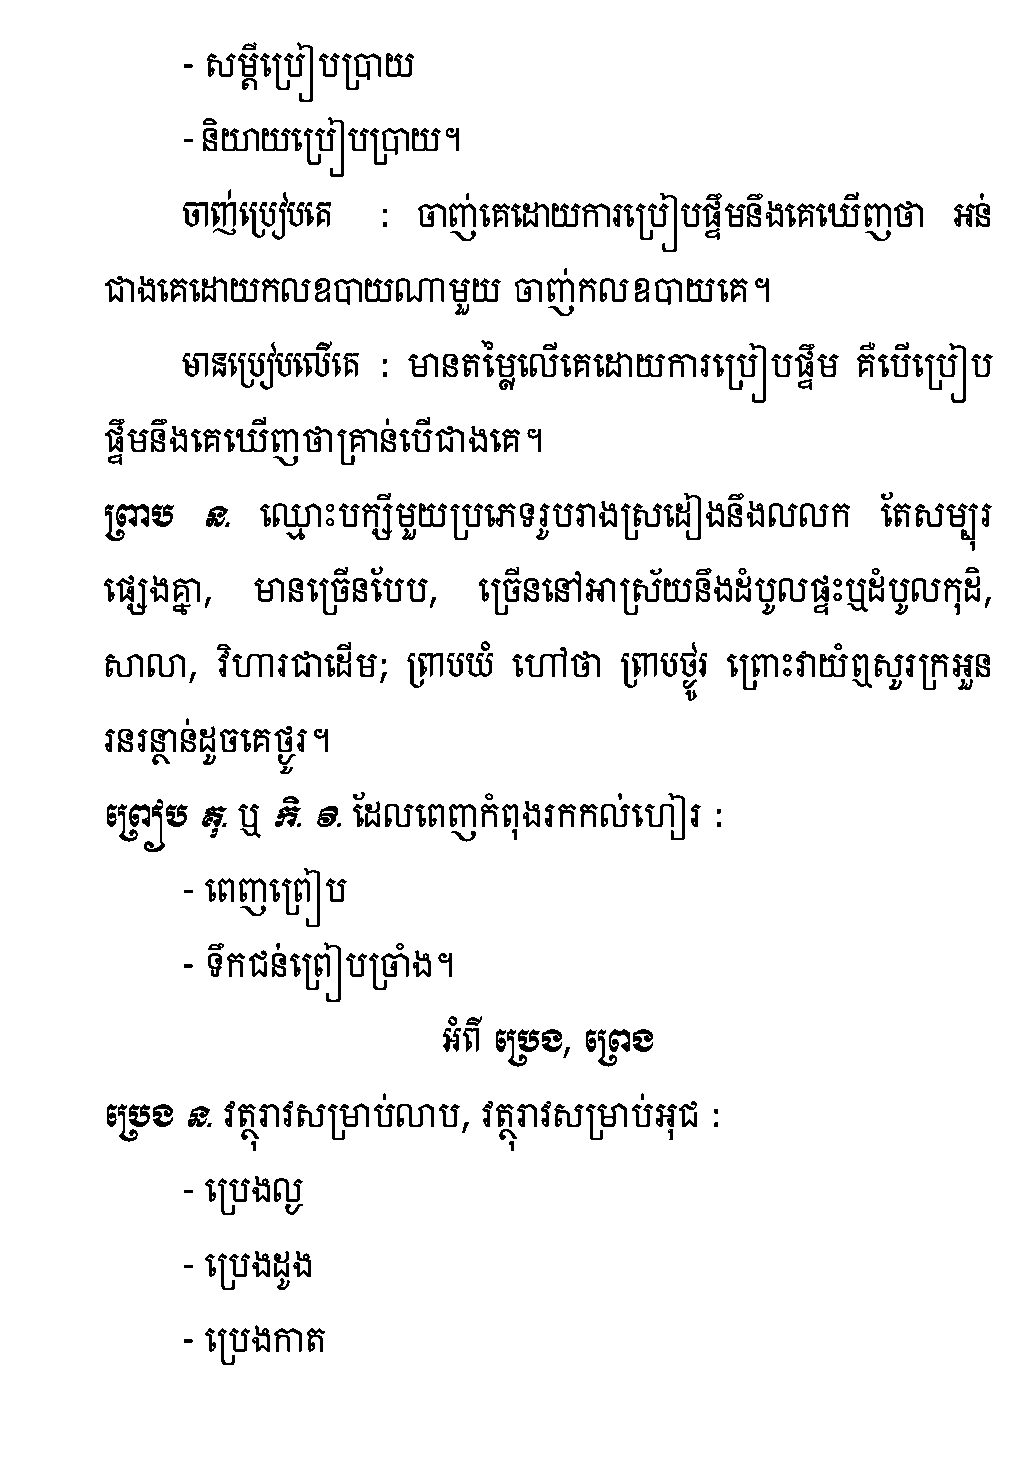 - សម្ដីប្រៀបប្រាយ
- និយាយប្រៀបប្រាយ។
ចាញ់ប្រៀបគេ : ចាញ់គេដោយការប្រៀបផ្ទឹមនឹងគេឃើញថា អន់
ជាងគេដោយកលឧបាយណាមួយ ចាញ់កលឧបាយគេ។
មានប្រៀបលើគេ : មានតម្លៃលើគេដោយការប្រៀបផ្ទឹម គឺបើប្រៀប
ផ្ទឹមនឹងគេឃើញថាគ្រាន់បើជាងគេ។
ព្រាប ន. ឈ្មោះបក្សីមួយប្រភេទរូបរាងស្រដៀងនឹងលលក តែសម្បុរ
ផ្សេងគ្នា, មានច្រើនបែប, ច្រើននៅអាស្រ័យនឹងដំបូលផ្ទះឬដំបូលកុដិ,
សាលា, វិហារជាដើម; ព្រាបយំ ហៅថា ព្រាបថ្ងូរ ព្រោះវាយំឮសូរក្រអួន
រនរន្ថាន់ដូចគេថ្ងូរ។
ព្រៀប គុ. ឬ កិ. វិ. ដែលពេញកំពុងរកកល់ហៀរ :
- ពេញព្រៀប
- ទឹកជន់ព្រៀបច្រាំង។
អំពី ប្រេង, ព្រេង
ប្រេង ន. វត្ថុរាវសម្រាប់លាប, វត្ថុរាវសម្រាប់អុជ :
- ប្រេងល្ង
- ប្រេងដូង
- ប្រេងកាត